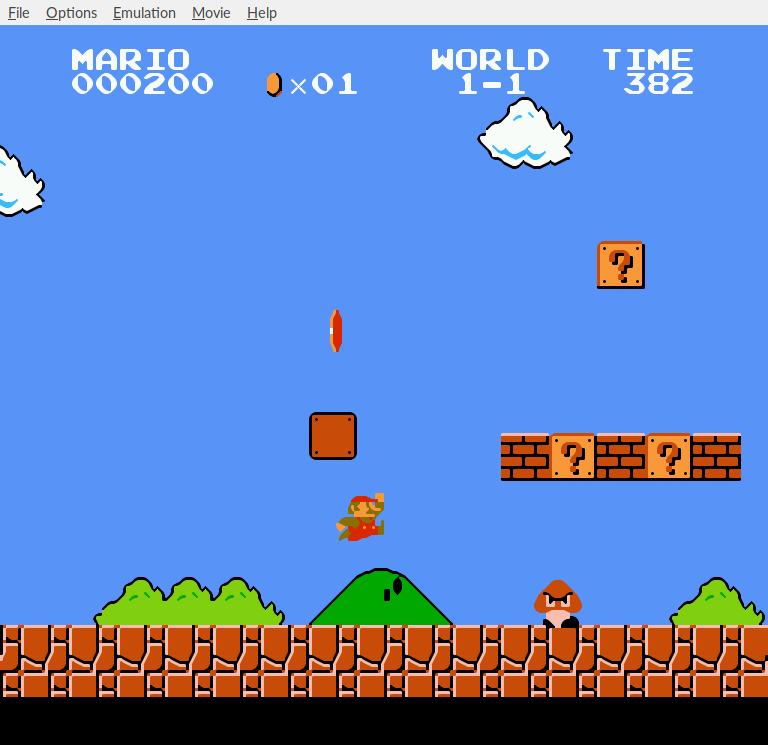 File Options Emulation Movie Help
MARIO WORLD TIME
000200 ×01 1-1 382
?
? ?